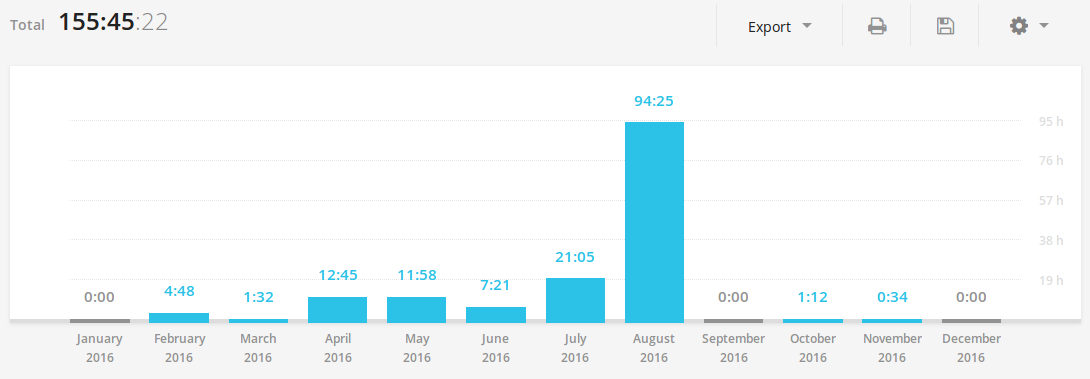 Total 155:45:22 Export
94:25
95 h
76 h
57 h
38 h
21:05
12:45 11:58
19 h
7:21
4:48
0:00 1:32 0:00 1:12 0:34 0:00
January February March April May June July August September October November December
2016 2016 2016 2016 2016 2016 2016 2016 2016 2016 2016 2016